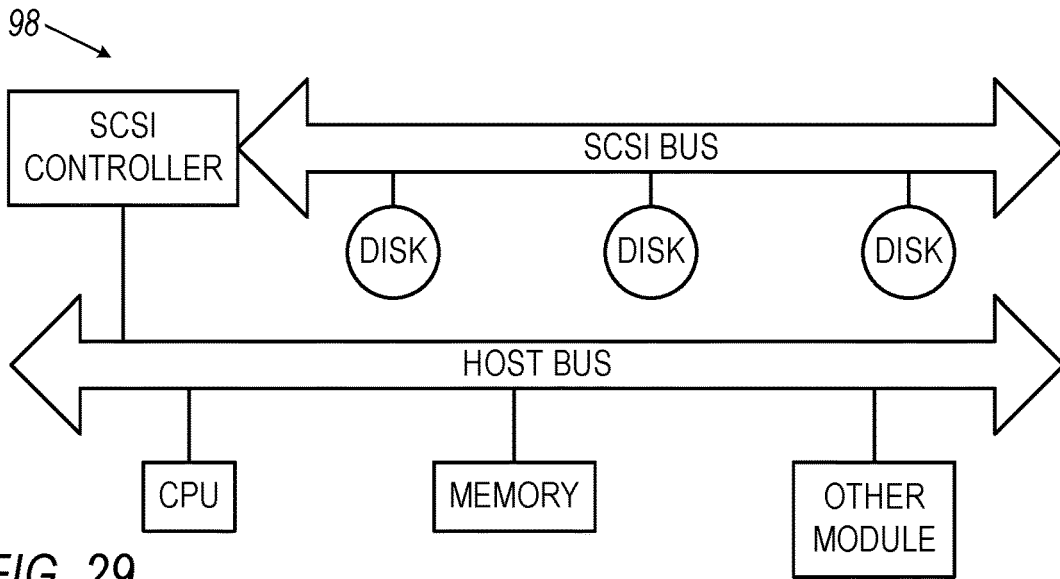 98
SCSI
CONTROLLER
SCSI BUS
DISK
DISK
DISK
HOST BUS
CPU
MEMORY
OTHER
MODULE
FIG. 29